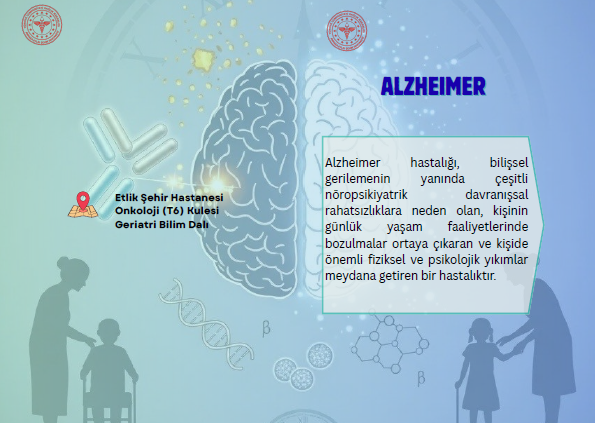 ALZHEIMER
Alzheimer hastalığı, bilişsel
gerilemenin yanında çeşitli
nöropsikiyatrik davranışsal
rahatsızlıklara neden olan, kişinin
günlük yaşam faaliyetlerinde
bozulmalar ortaya çıkaran ve kişide
önemli fiziksel ve psikolojik yıkımlar
meydana getiren bir hastalıktır.
Etlik Şehir Hastanesi
Onkoloji (T6) Kulesi
Geriatri Bilim Dalı
β
β